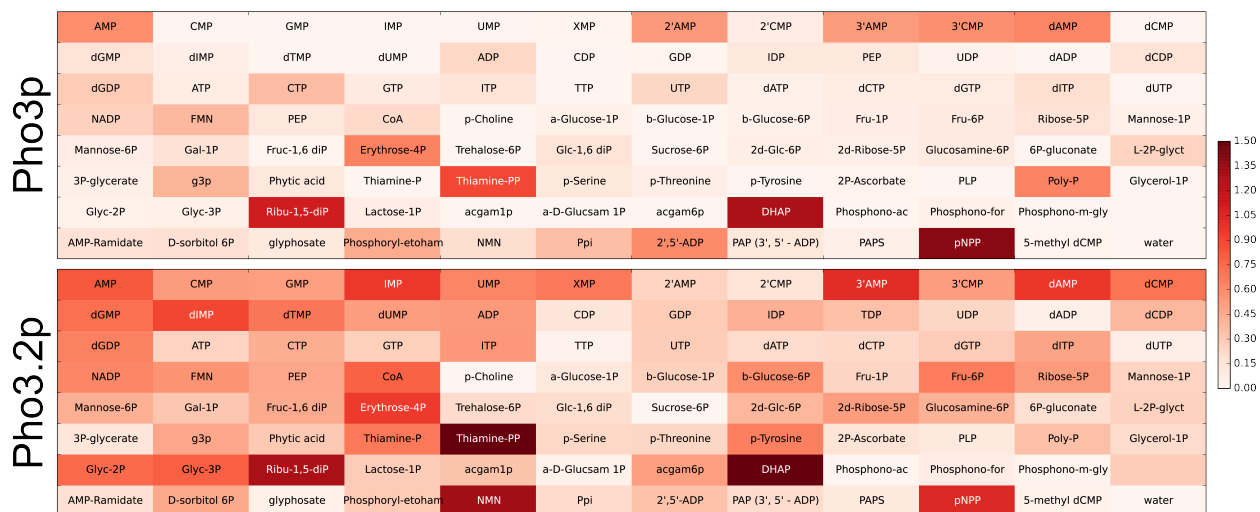 Pho3p
AMP CMP GMP IMP UMP XMP 2'AMP 2'CMP 3'AMP 3'CMP dAMP dCMP
dGMP dIMP dTMP dUMP ADP CDP GDP IDP PEP UDP dADP dCDP
dGDP ATP CTP GTP ITP TTP UTP dATP dCTP dGTP dITP dUTP
NADP FMN PEP CoA p-Choline a-Glucose-1P b-Glucose-1P b-Glucose-6P Fru-1P Fru-6P Ribose-5P Mannose-1P
Mannose-6P Gal-1P Fruc-1,6 diP Erythrose-4P Trehalose-6P Glc-1,6 diP Sucrose-6P 2d-Glc-6P 2d-Ribose-5P Glucosamine-6P 6P-gluconate L-2P-glyct
3P-glycerate g3p Phytic acid Thiamine-P Thiamine-PP p-Serine p-Threonine p-Tyrosine 2P-Ascorbate PLP Poly-P Glycerol-1P
Glyc-2P Glyc-3P Ribu-1,5-diP Lactose-1P acgam1p a-D-Glucsam 1P acgam6p DHAP Phosphono-ac Phosphono-for Phosphono-m-gly
AMP-Ramidate D-sorbitol 6P glyphosate Phosphoryl-etoham NMN Ppi 2',5'-ADP PAP (3', 5' - ADP) PAPS pNPP 5-methyl dCMP water
Pho3.2p
AMP CMP GMP IMP UMP XMP 2'AMP 2'CMP 3'AMP 3'CMP dAMP dCMP
dGMP dIMP dTMP dUMP ADP CDP GDP IDP TDP UDP dADP dCDP
dGDP ATP CTP GTP ITP TTP UTP dATP dCTP dGTP dITP dUTP
NADP FMN PEP CoA p-Choline a-Glucose-1P b-Glucose-1P b-Glucose-6P Fru-1P Fru-6P Ribose-5P Mannose-1P
Mannose-6P Gal-1P Fruc-1,6 diP Erythrose-4P Trehalose-6P Glc-1,6 diP Sucrose-6P 2d-Glc-6P 2d-Ribose-5P Glucosamine-6P 6P-gluconate L-2P-glyct
3P-glycerate g3p Phytic acid Thiamine-P Thiamine-PP p-Serine p-Threonine p-Tyrosine 2P-Ascorbate PLP Poly-P Glycerol-1P
Glyc-2P Glyc-3P Ribu-1,5-diP Lactose-1P acgam1p a-D-Glucsam 1P acgam6p DHAP Phosphono-ac Phosphono-for Phosphono-m-gly
AMP-Ramidate D-sorbitol 6P glyphosate Phosphoryl-etoham NMN Ppi 2',5'-ADP PAP (3', 5' - ADP) PAPS pNPP 5-methyl dCMP water
1.50
1.35
1.20
1.05
0.90
0.75
0.60
0.45
0.30
0.15
0.00